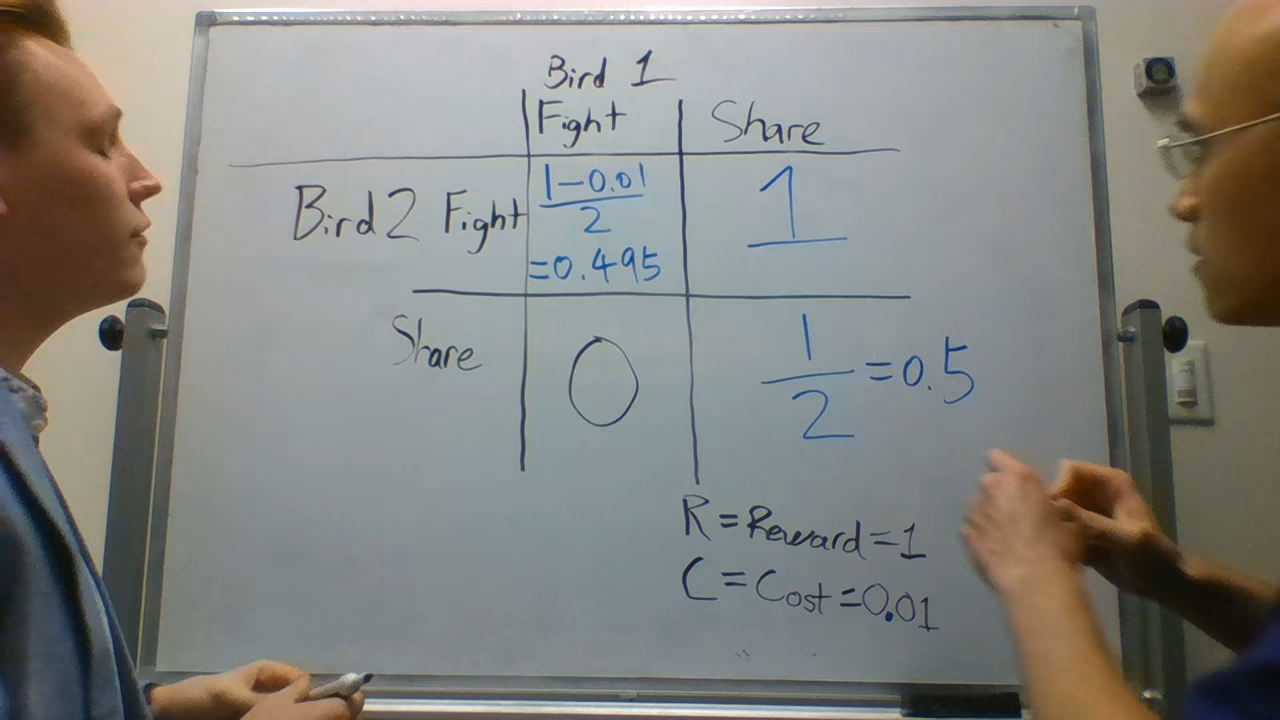 Bird 1
Fight Share
Bird 2 Fight
1-0.01
2
=0.495
1
Share
0
1
2
=0.5
R=Reward=1
C=Cost=0.01